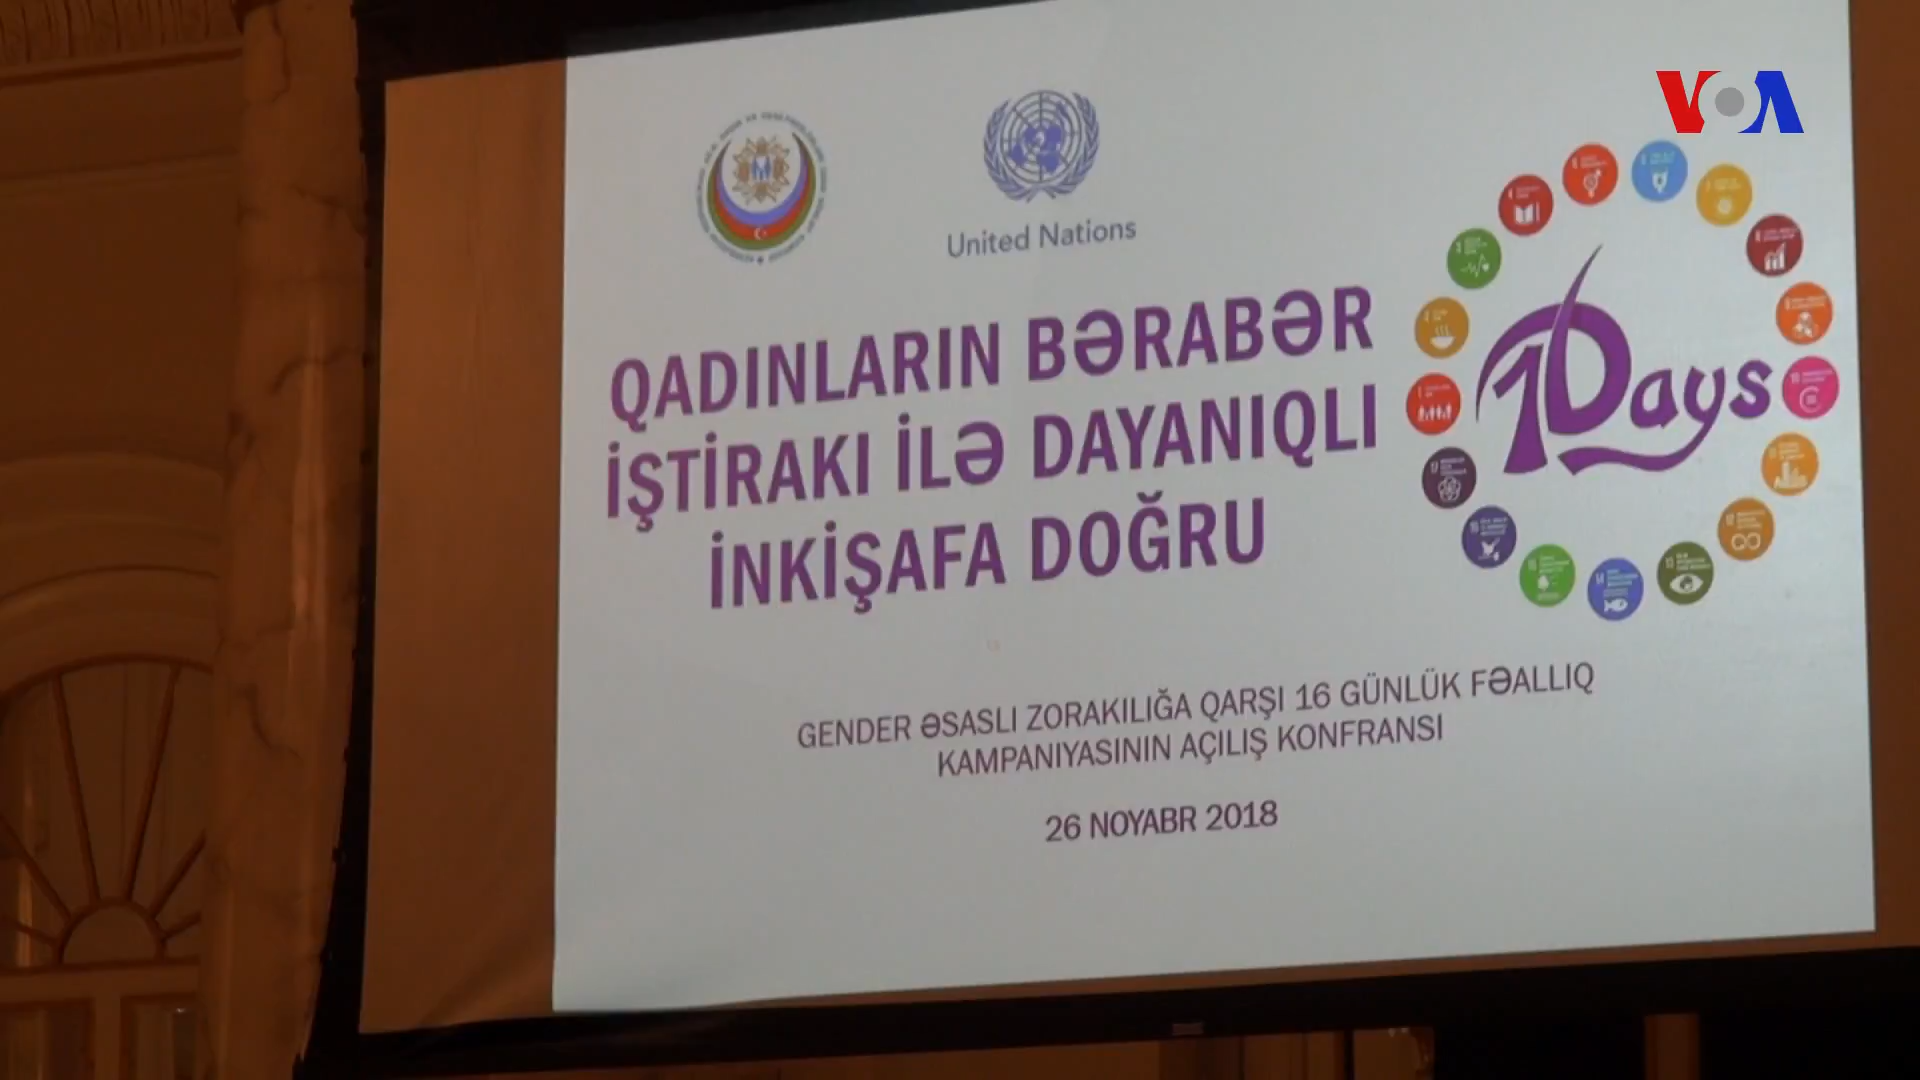 VOA
United Nations
QADINLARIN BƏRABƏR
İŞTİRAKI İLƏ DAYANIQLI
İNKİŞAFA DOĞRU
16 Days
GENDER ƏSASLI ZORAKILIĞA QARŞI 16 GÜNLÜK FƏALLIQ
KAMPANIYASININ AÇILIŞ KONFRANSI
26 NOYABR 2018